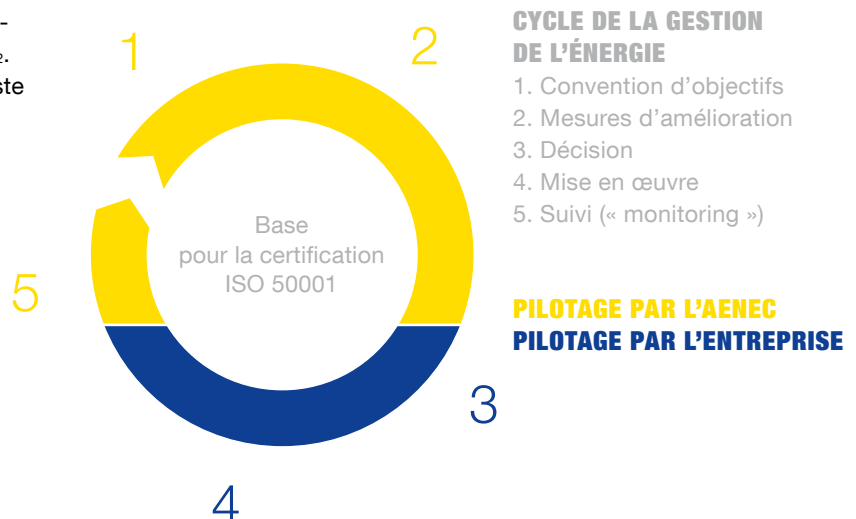 -
₂.
ste
1
2
5
3
4
Base
pour la certification
ISO 50001
CYCLE DE LA GESTION
DE L’ÉNERGIE
1. Convention d’objectifs
2. Mesures d’amélioration
3. Décision
4. Mise en œuvre
5. Suivi (« monitoring »)
PILOTAGE PAR L’AENEC
PILOTAGE PAR L’ENTREPRISE